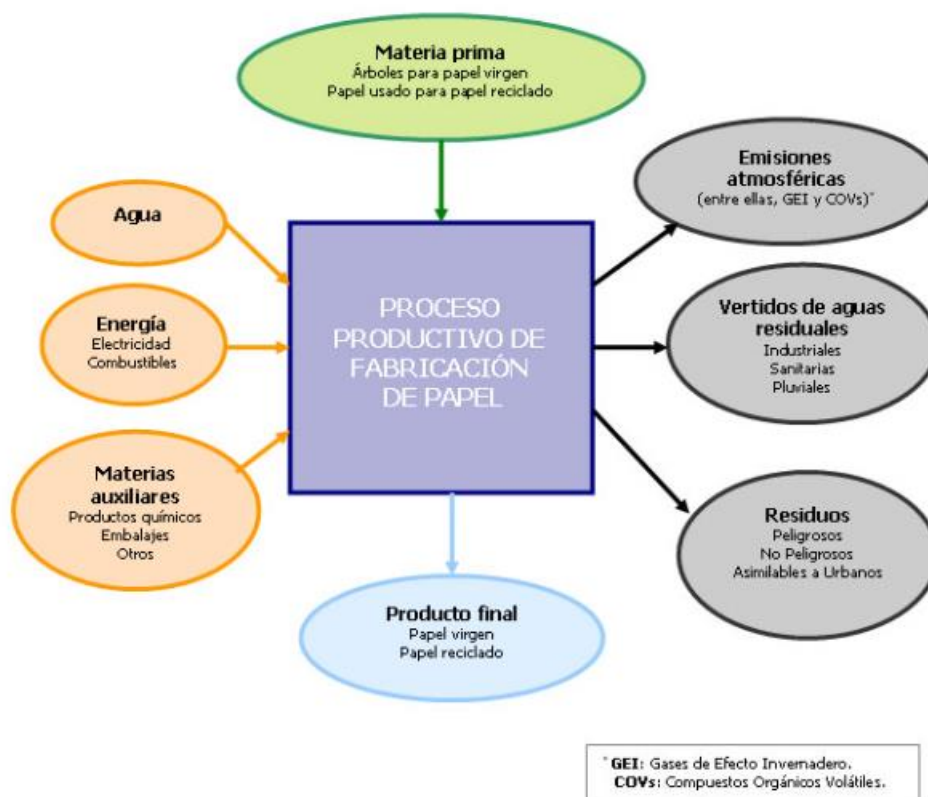 Materia prima
Árboles para papel virgen
Papel usado para papel reciclado
Agua
Energía
Electricidad
Combustibles
Materias
auxiliares
Productos químicos
Embalajes
Otros
PROCESO
PRODUCTIVO DE
FABRICACIÓN
DE PAPEL
Emisiones
atmosféricas
(entre ellas, GEI y COVs)*
Vertidos de aguas
residuales
Industriales
Sanitarias
Pluviales
Residuos
Peligrosos
No Peligrosos
Asimilables a Urbanos
Producto final
Papel virgen
Papel reciclado
* GEI: Gases de Efecto Invernadero.
COVs: Compuestos Orgánicos Volátiles.